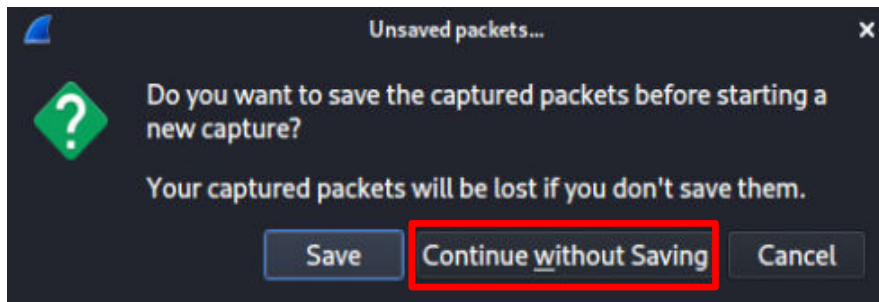 Unsaved packets...
Do you want to save the captured packets before starting a
new capture?
Your captured packets will be lost if you don't save them.
Save Continue without Saving Cancel